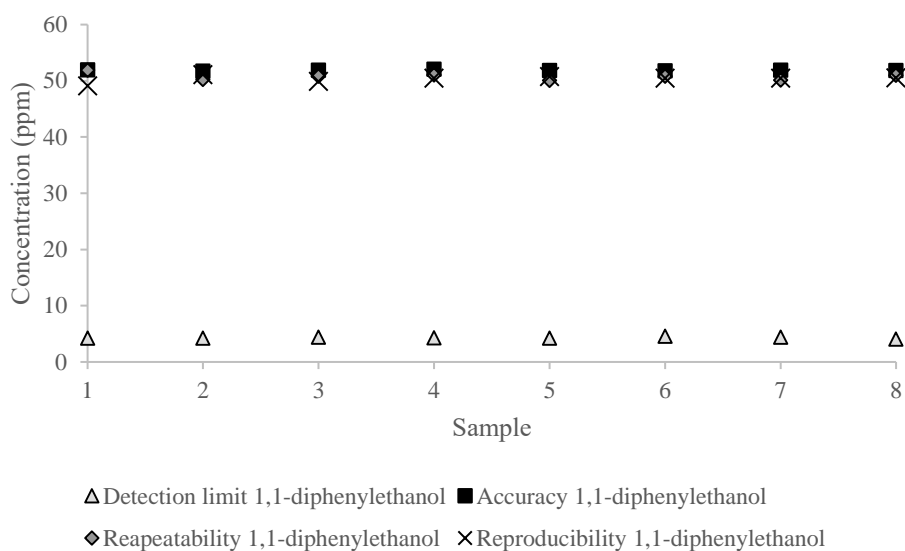 Concentration (ppm)
60
50
40
30
20
10
0
1 2 3 4 5 6 7 8
Sample
Detection limit 1,1-diphenylethanol Accuracy 1,1-diphenylethanol
Reapeatability 1,1-diphenylethanol Reproducibility 1,1-diphenylethanol